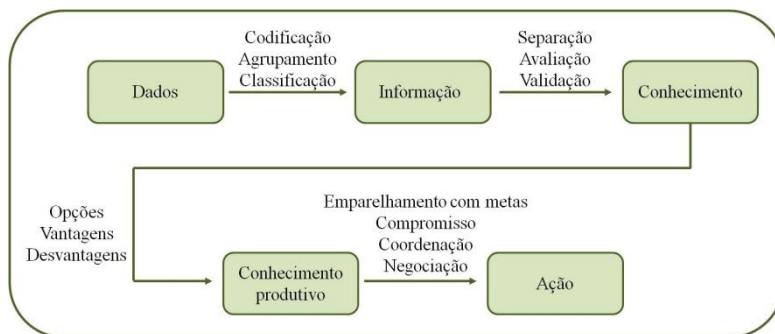 Dados
Codificação
Agrupamento
Classificação
Informação
Separação
Avaliação
Validação
Conhecimento
Opções
Vantagens
Desvantagens
Conhecimento
produtivo
Emparelhamento com metas
Compromisso
Coordenação
Negociação
Ação